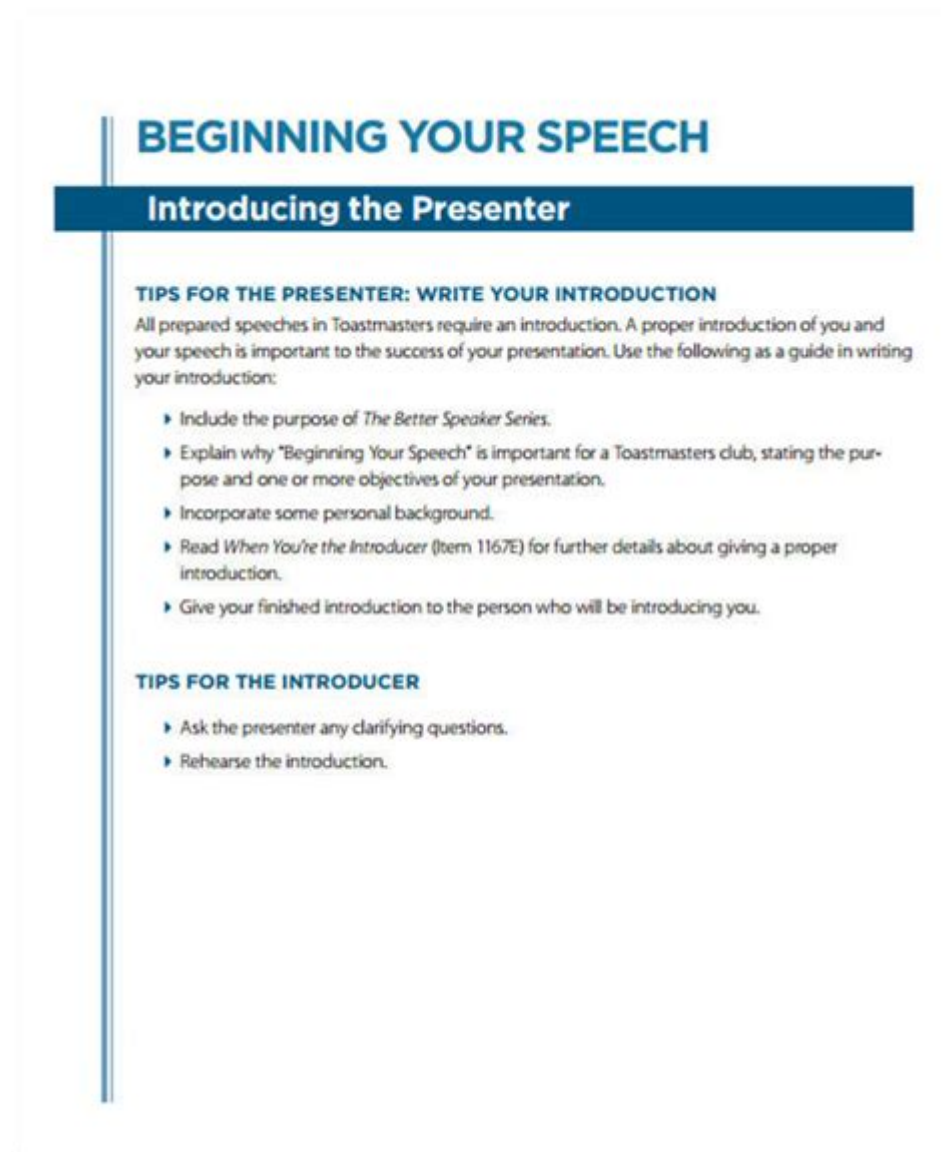 BEGINNING YOUR SPEECH
Introducing the Presenter
TIPS FOR THE PRESENTER: WRITE YOUR INTRODUCTION
All prepared speeches in Toastmasters require an introduction. A proper introduction of you and
your speech is important to the success of your presentation. Use the following as a guide in writing
your introduction:
Include the purpose of The Better Speaker Series.
Explain why "Beginning Your Speech" is important for a Toastmasters club, stating the pur-
pose and one or more objectives of your presentation.
Incorporate some personal background.
Read When You're the Introducer (Item 1167E) for further details about giving a proper
introduction.
Give your finished introduction to the person who will be introducing you.
TIPS FOR THE INTRODUCER
Ask the presenter any clarifying questions.
Rehearse the introduction.